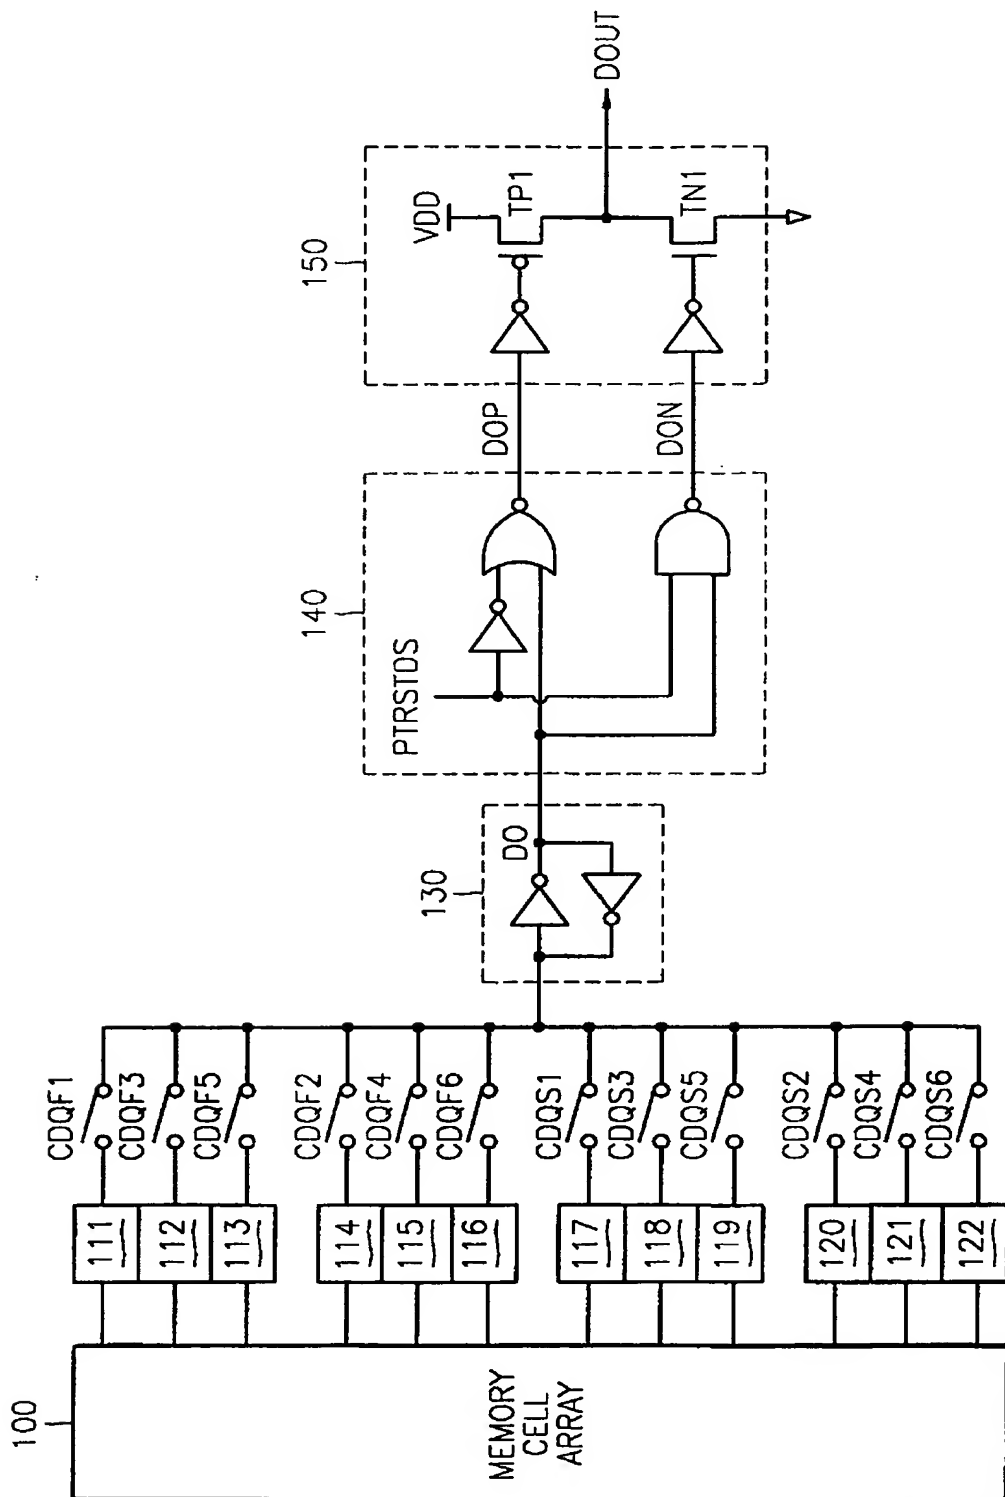 100
MEMORY
CELL
ARRAY
111
112
113
114
115
116
117
118
119
120
121
122
CDQF1
CDQF3
CDQF5
CDQF2
CDQF4
CDQF6
CDQS1
CDQS3
CDQS5
CDQS2
CDQS4
CDQS6
130
DO
140
PTRSTDS
DOP
DON
150
VDD
TP1
TN1
DOUT